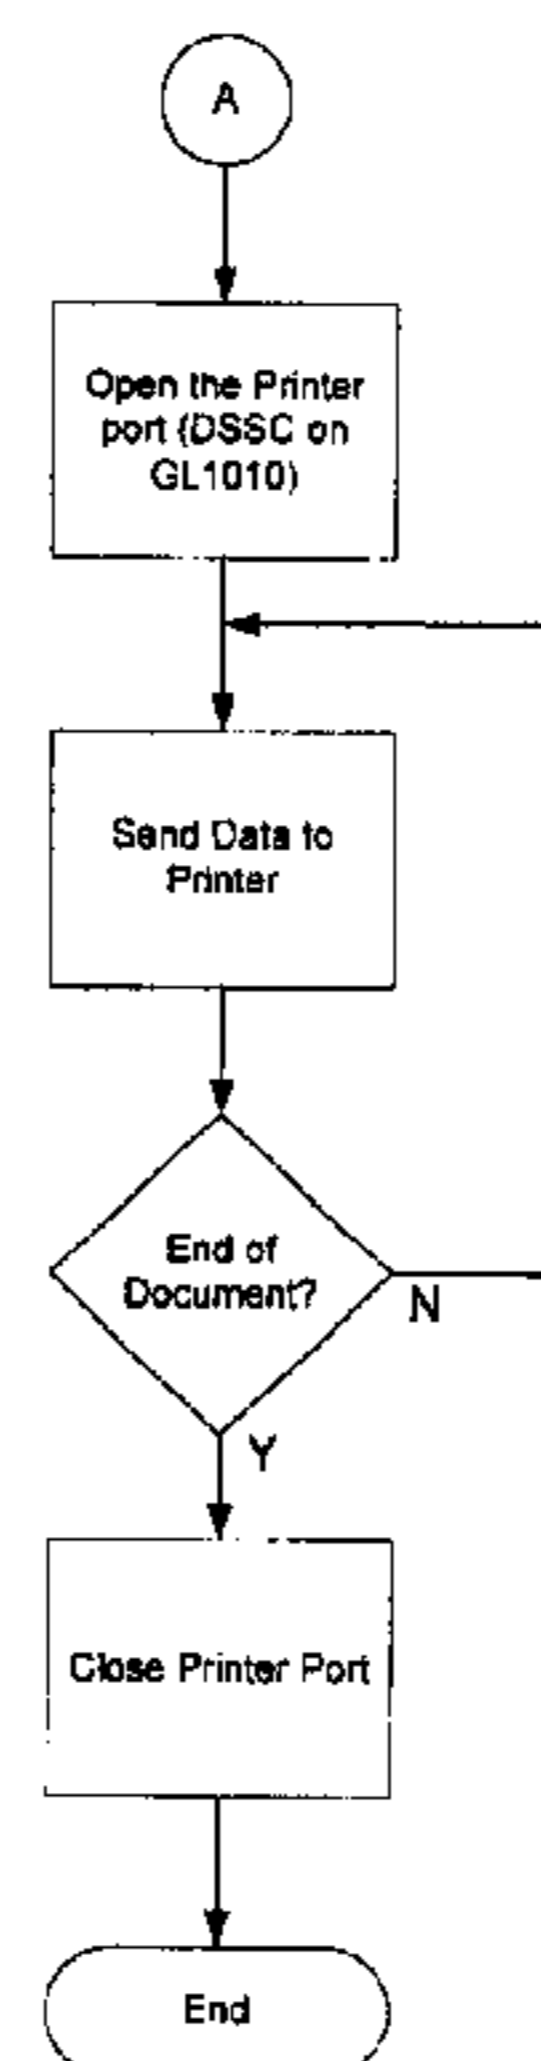 A
Open the Printer
port (DSSC on
GL1010)
Send Data to
Printer
End of
Document?
N
Y
Close Printer Port
End